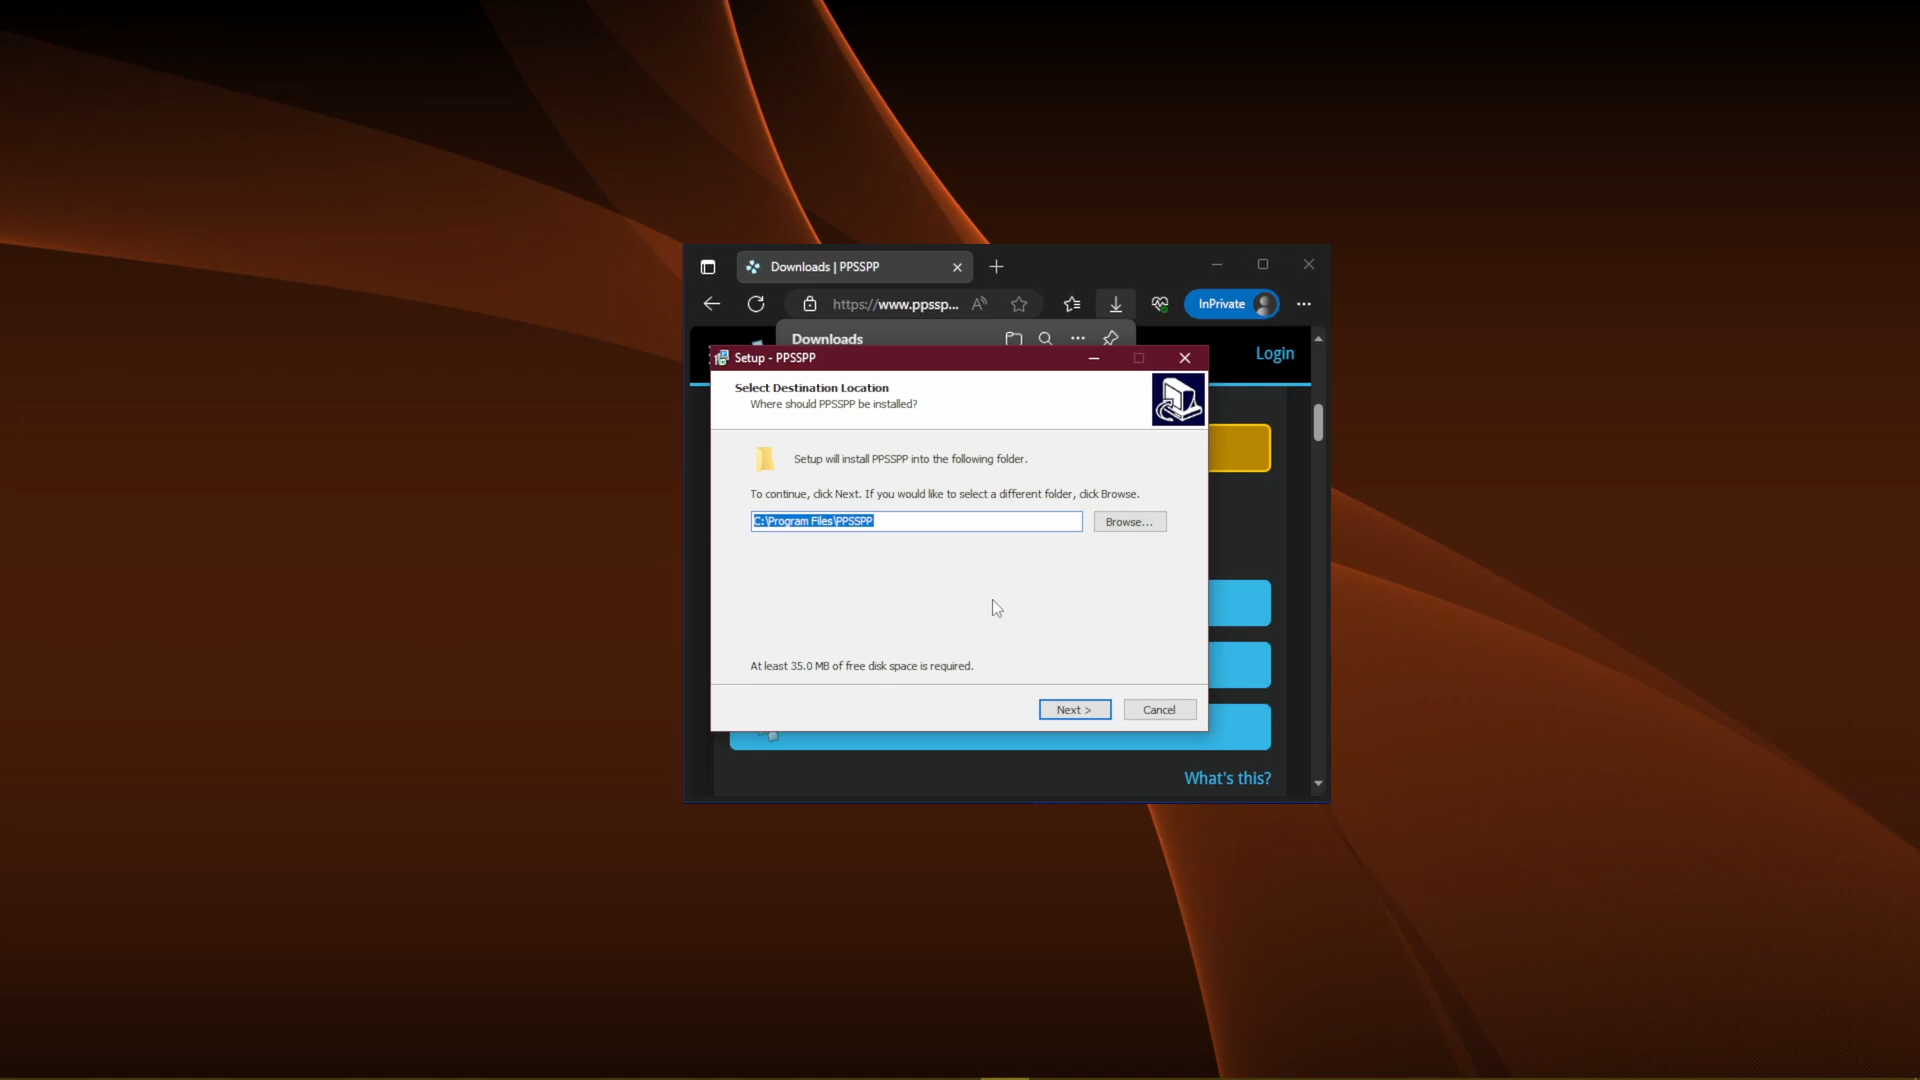 Downloads | PPSSPP
https://www.ppssp...
InPrivate
Downloads
Login
Setup - PPSSPP
Select Destination Location
Where should PPSSPP be installed?
Setup will install PPSSPP into the following folder.
To continue, click Next. If you would like to select a different folder, click Browse.
C:\Program Files\PPSSPP
Browse...
At least 35.0 MB of free disk space is required.
Next >
Cancel
What's this?